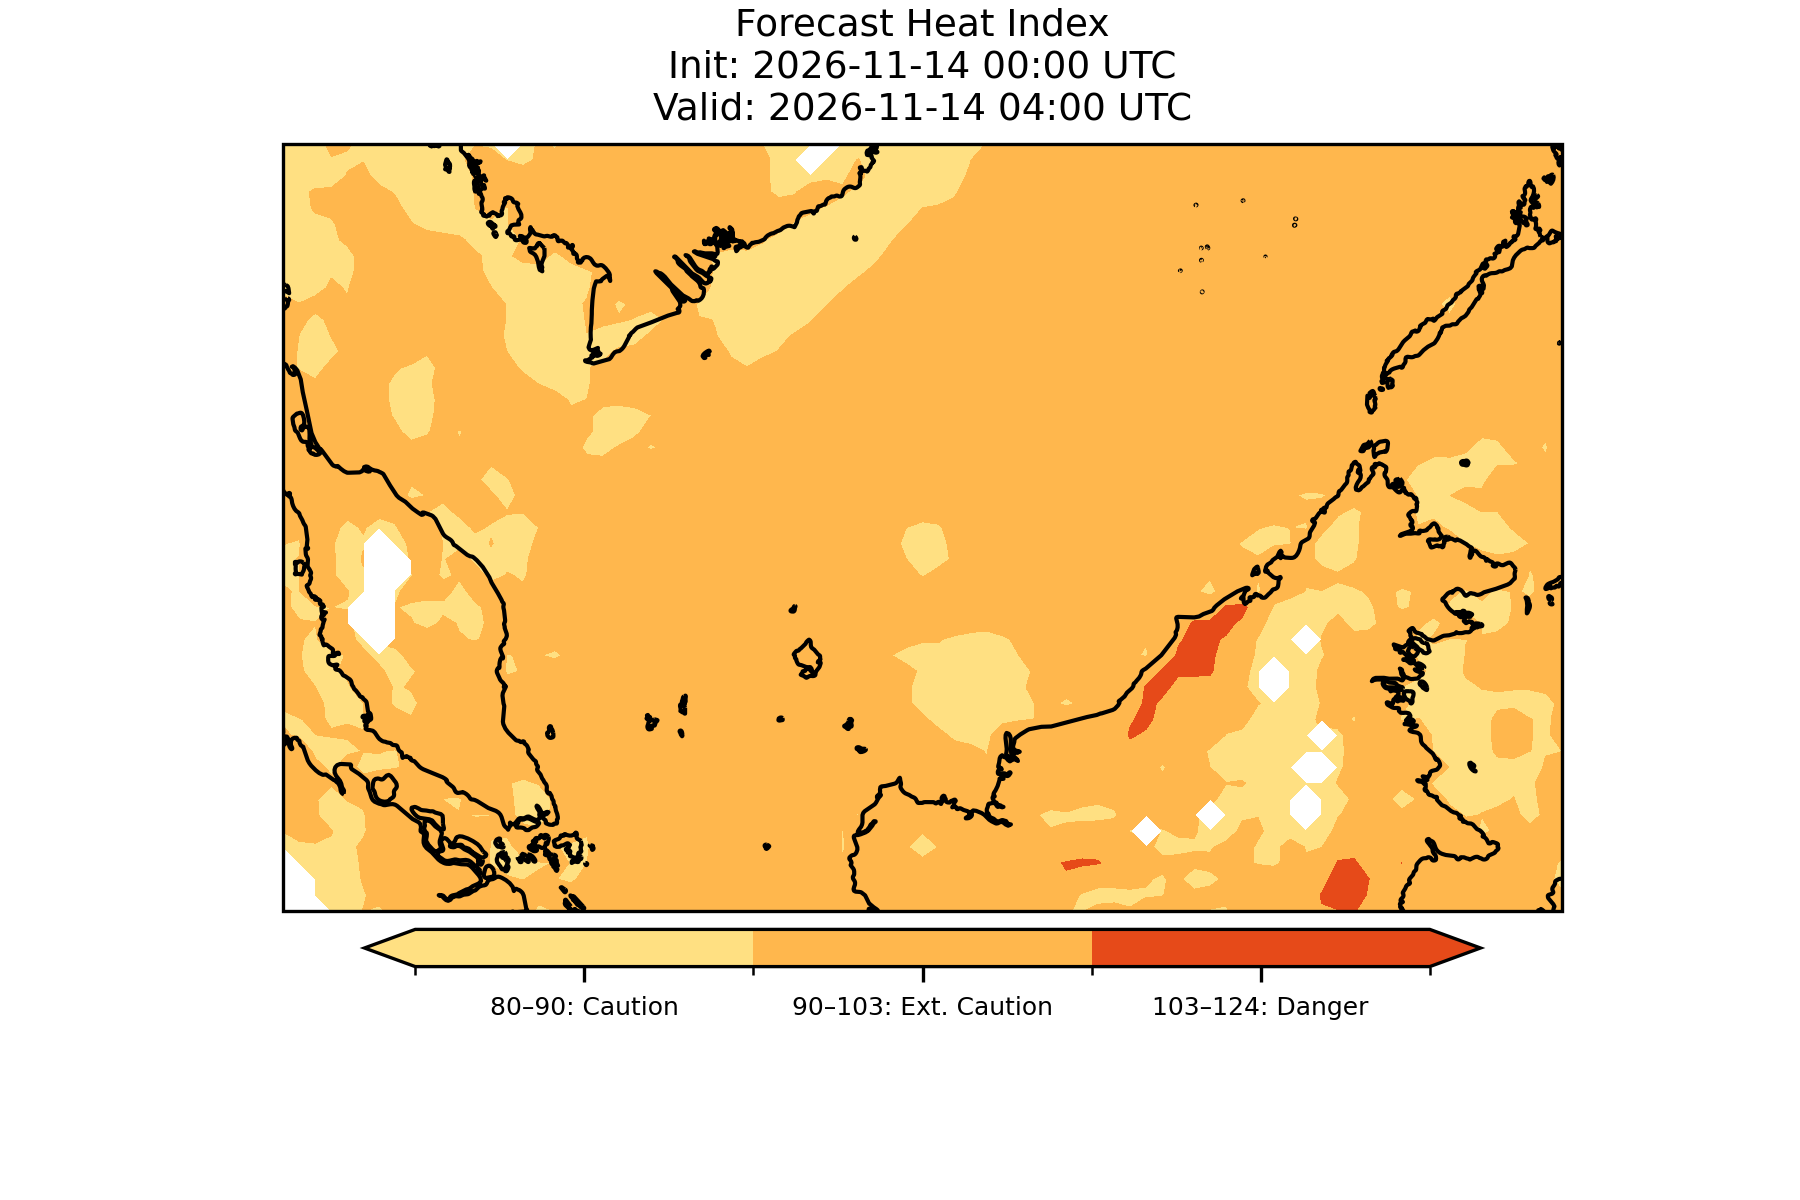 Forecast Heat Index
Init: 2026-11-14 00:00 UTC
Valid: 2026-11-14 04:00 UTC
80–90: Caution
90–103: Ext. Caution
103–124: Danger